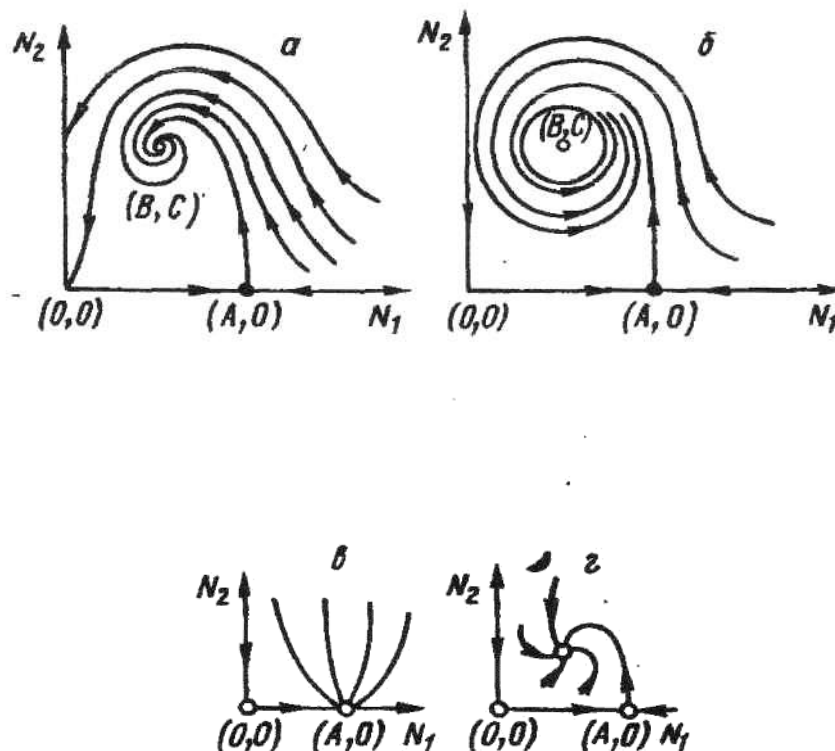 N₂ а
(B, C)
(0,0) (A,0) N₁
N₂ б
(B,C)
(0,0) (A,0) N₁
N₂ в
(0,0) (A,0) N₁
N₂ г
(0,0) (A,0) N₁